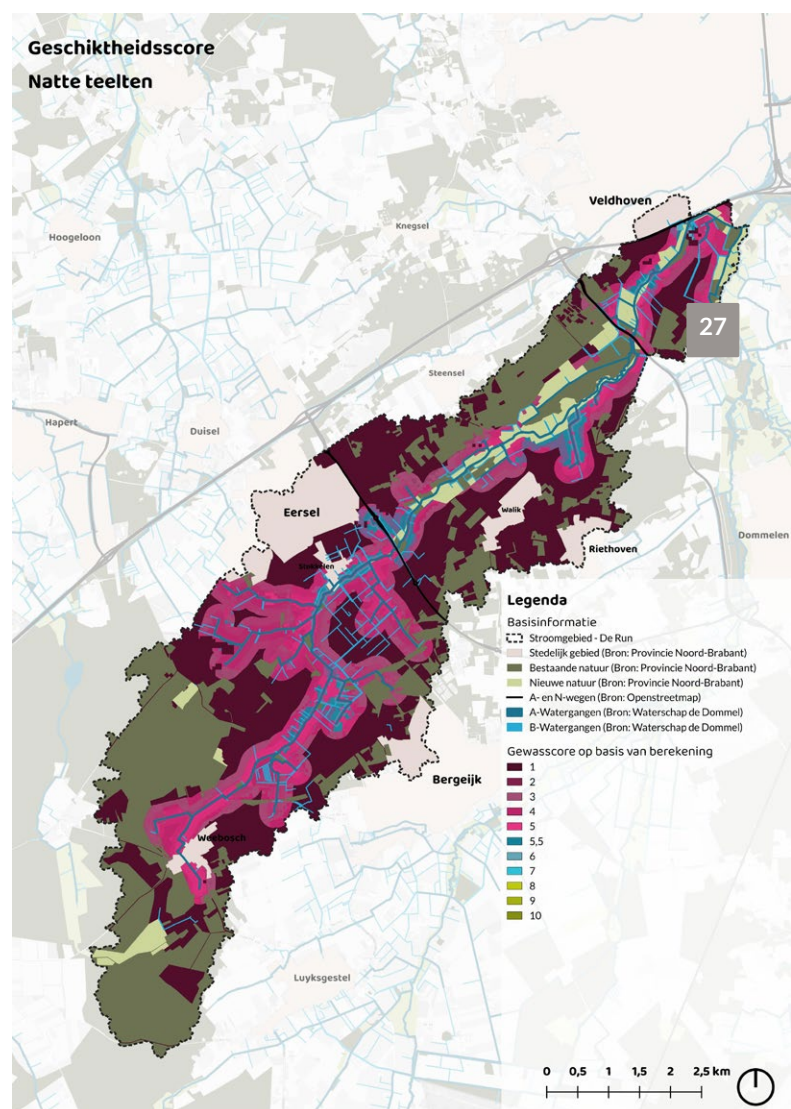 Geschiktheidsscore
Natte teelten
Veldhoven
Hoogeloon
Knegsel
27
Steensel
Hapert
Duisel
Eersel
Walik
Dommelen
Riethoven
Stokkelen
Legenda
Basisinformatie
Stroomgebied - De Run
Stedelijk gebied (Bron: Provincie Noord-Brabant)
Bestaande natuur (Bron: Provincie Noord-Brabant)
Nieuwe natuur (Bron: Provincie Noord-Brabant)
A- en N-wegen (Bron: Openstreetmap)
A-Watergangen (Bron: Waterschap de Dommel)
B-Watergangen (Bron: Waterschap de Dommel)
Gewasscore op basis van berekening
1
2
3
4
5
5,5
6
7
8
9
10
Bergeijk
Weebosch
Luyksgestel
0 0,5 1 1,5 2 2,5 km